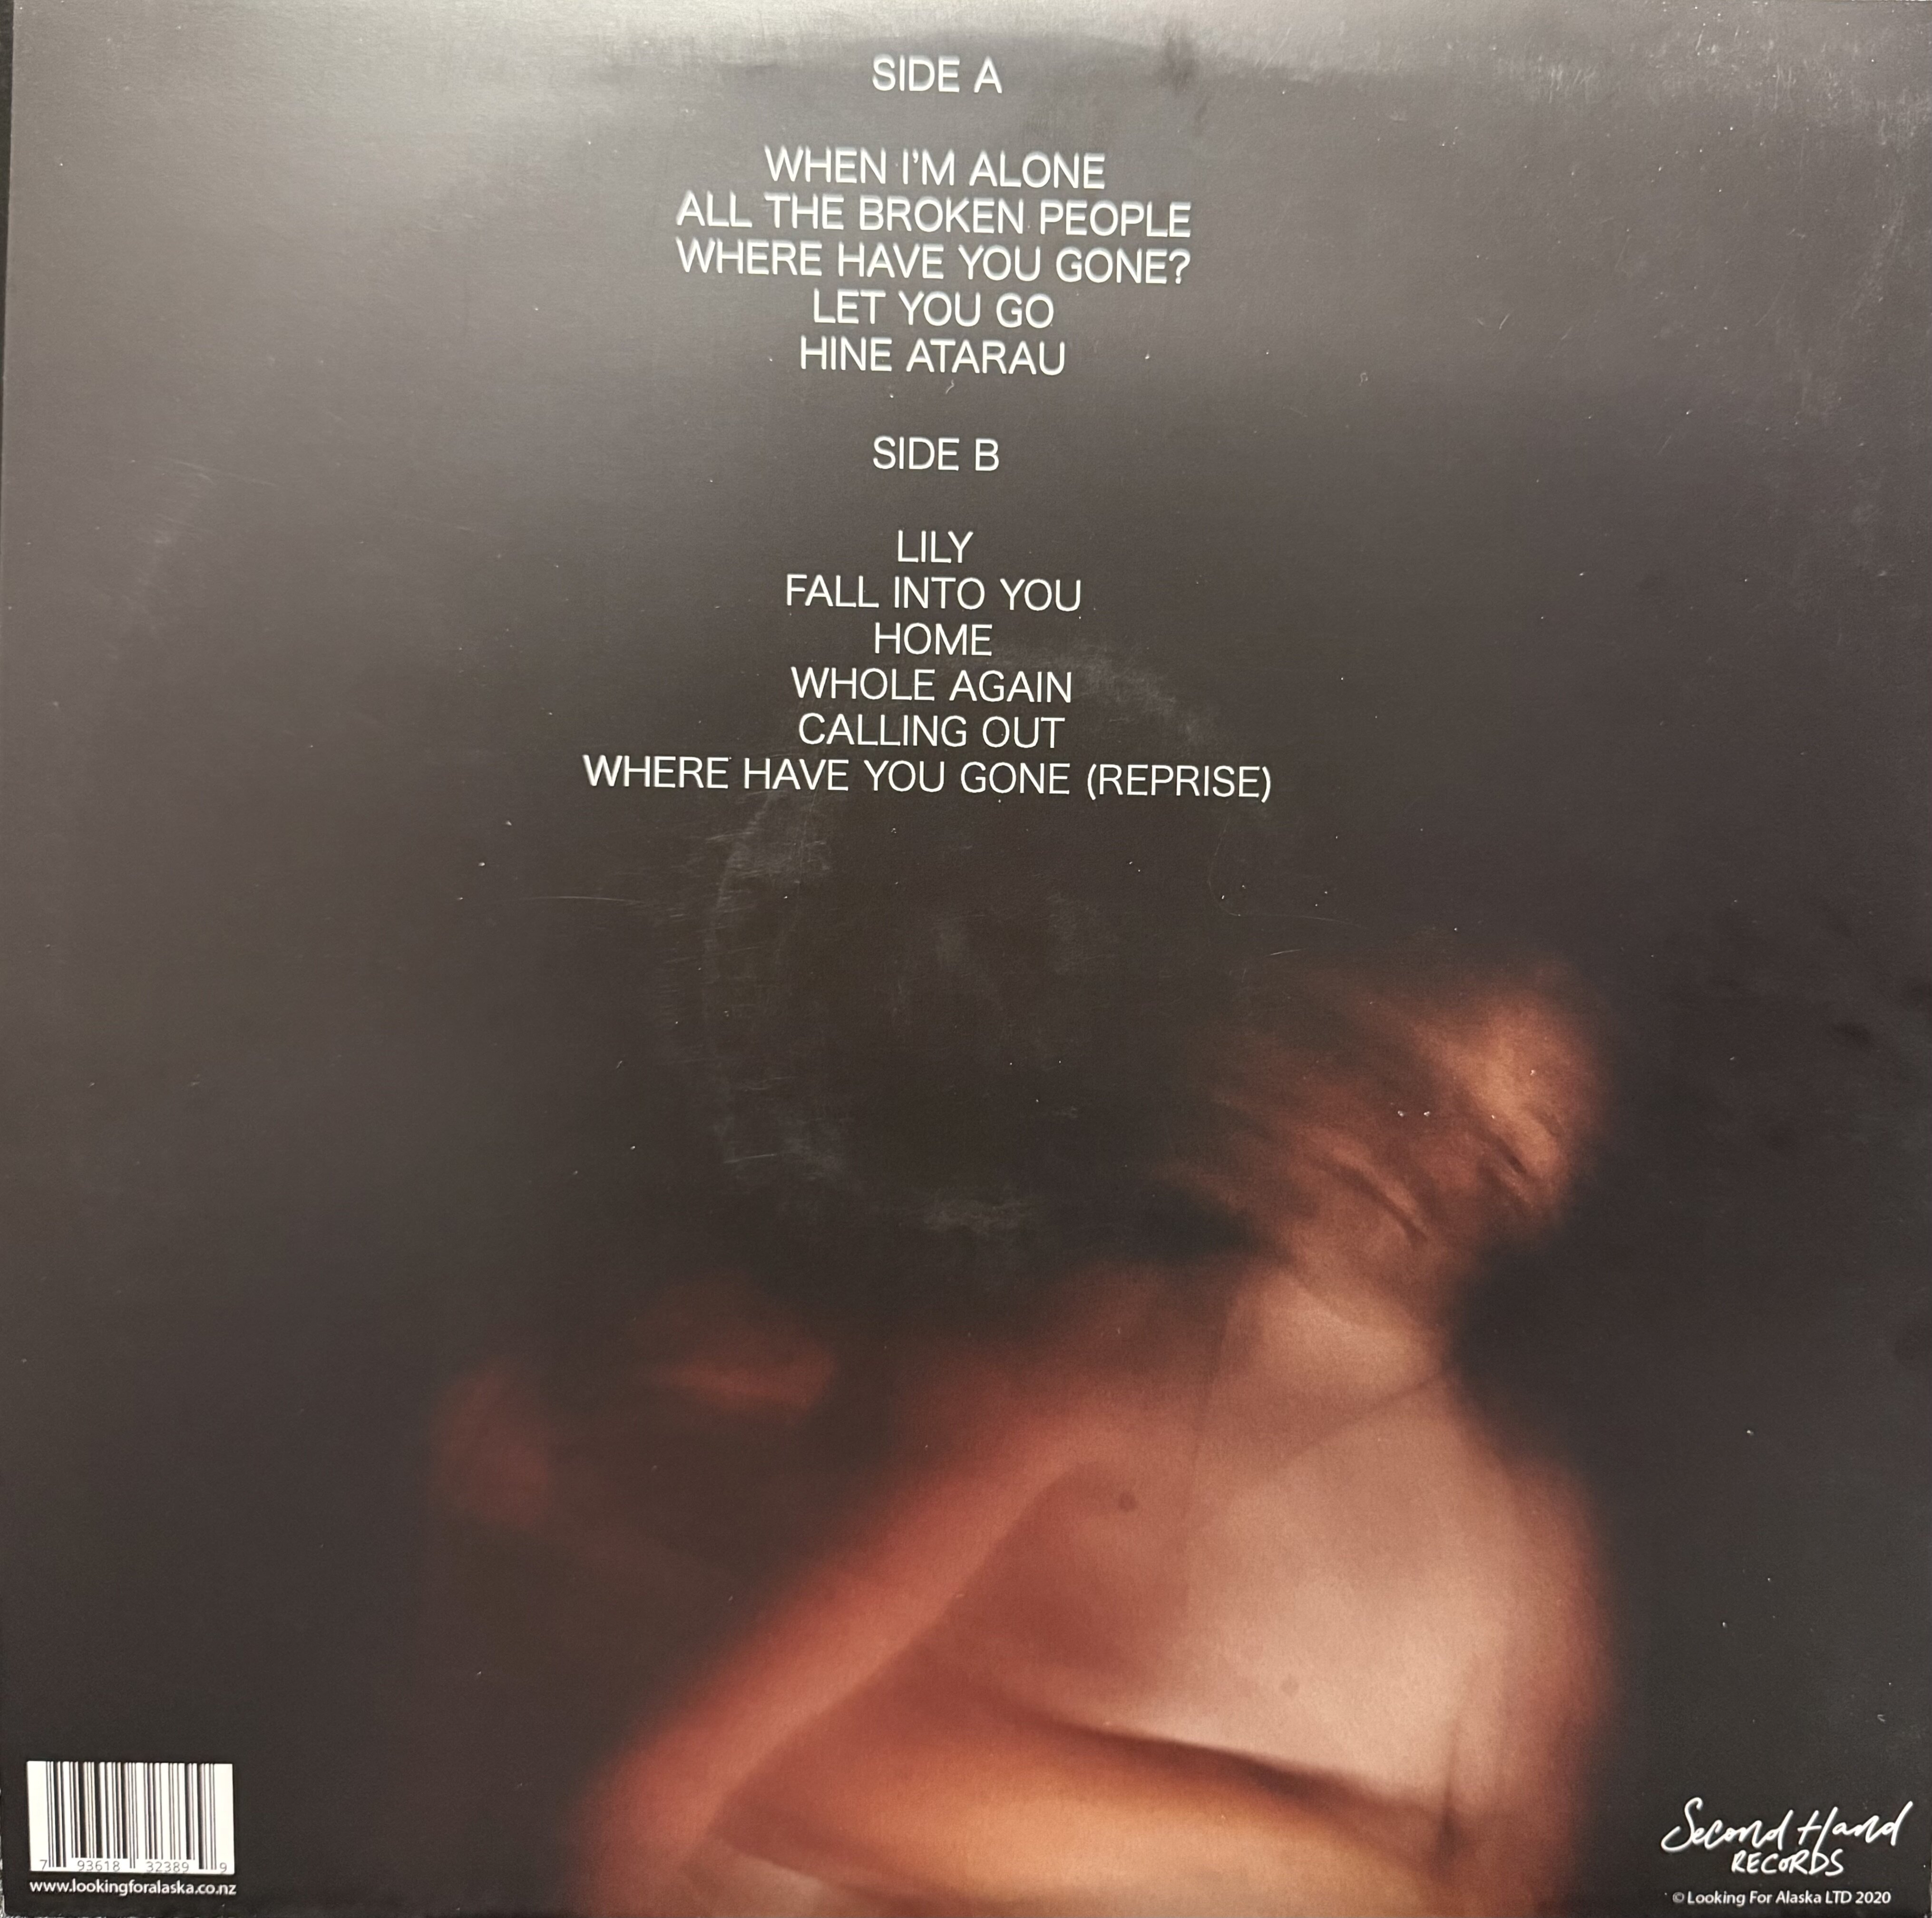 SIDE A
WHEN I'M ALONE
ALL THE BROKEN PEOPLE
WHERE HAVE YOU GONE?
LET YOU GO
HINE ATARAU
SIDE B
LILY
FALL INTO YOU
HOME
WHOLE AGAIN
CALLING OUT
WHERE HAVE YOU GONE (REPRISE)
7 93618 32389 9
www.lookingforalaska.co.nz
Second Hand
RECORDS
© Looking For Alaska LTD 2020